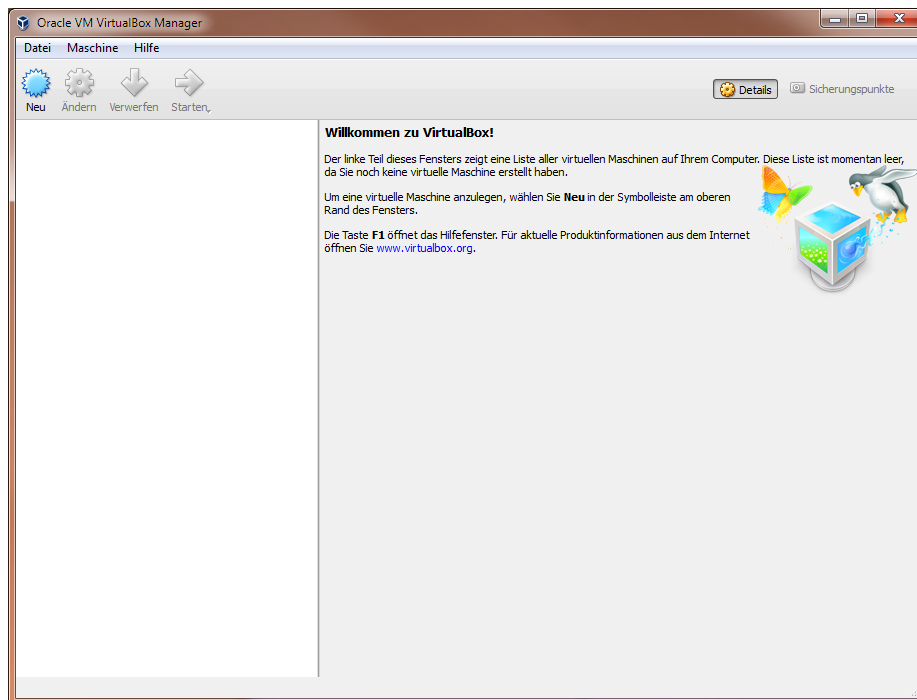 Oracle VM VirtualBox Manager
Datei Maschine Hilfe
Neu Ändern Verwerfen Starten
Details Sicherungspunkte
Willkommen zu VirtualBox!
Der linke Teil dieses Fensters zeigt eine Liste aller virtuellen Maschinen auf Ihrem Computer. Diese Liste ist momentan leer,
da Sie noch keine virtuelle Maschine erstellt haben.
Um eine virtuelle Maschine anzulegen, wählen Sie Neu in der Symbolleiste am oberen
Rand des Fensters.
Die Taste F1 öffnet das Hilfefenster. Für aktuelle Produktinformationen aus dem Internet
öffnen Sie www.virtualbox.org.